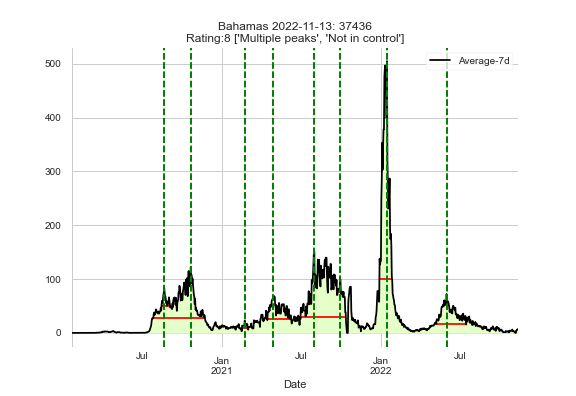 Bahamas 2022-11-13: 37436
Rating:8 ['Multiple peaks', 'Not in control']
Average-7d
500
400
300
200
100
0
Jul
Jan
2021
Jul
Jan
2022
Jul
Date